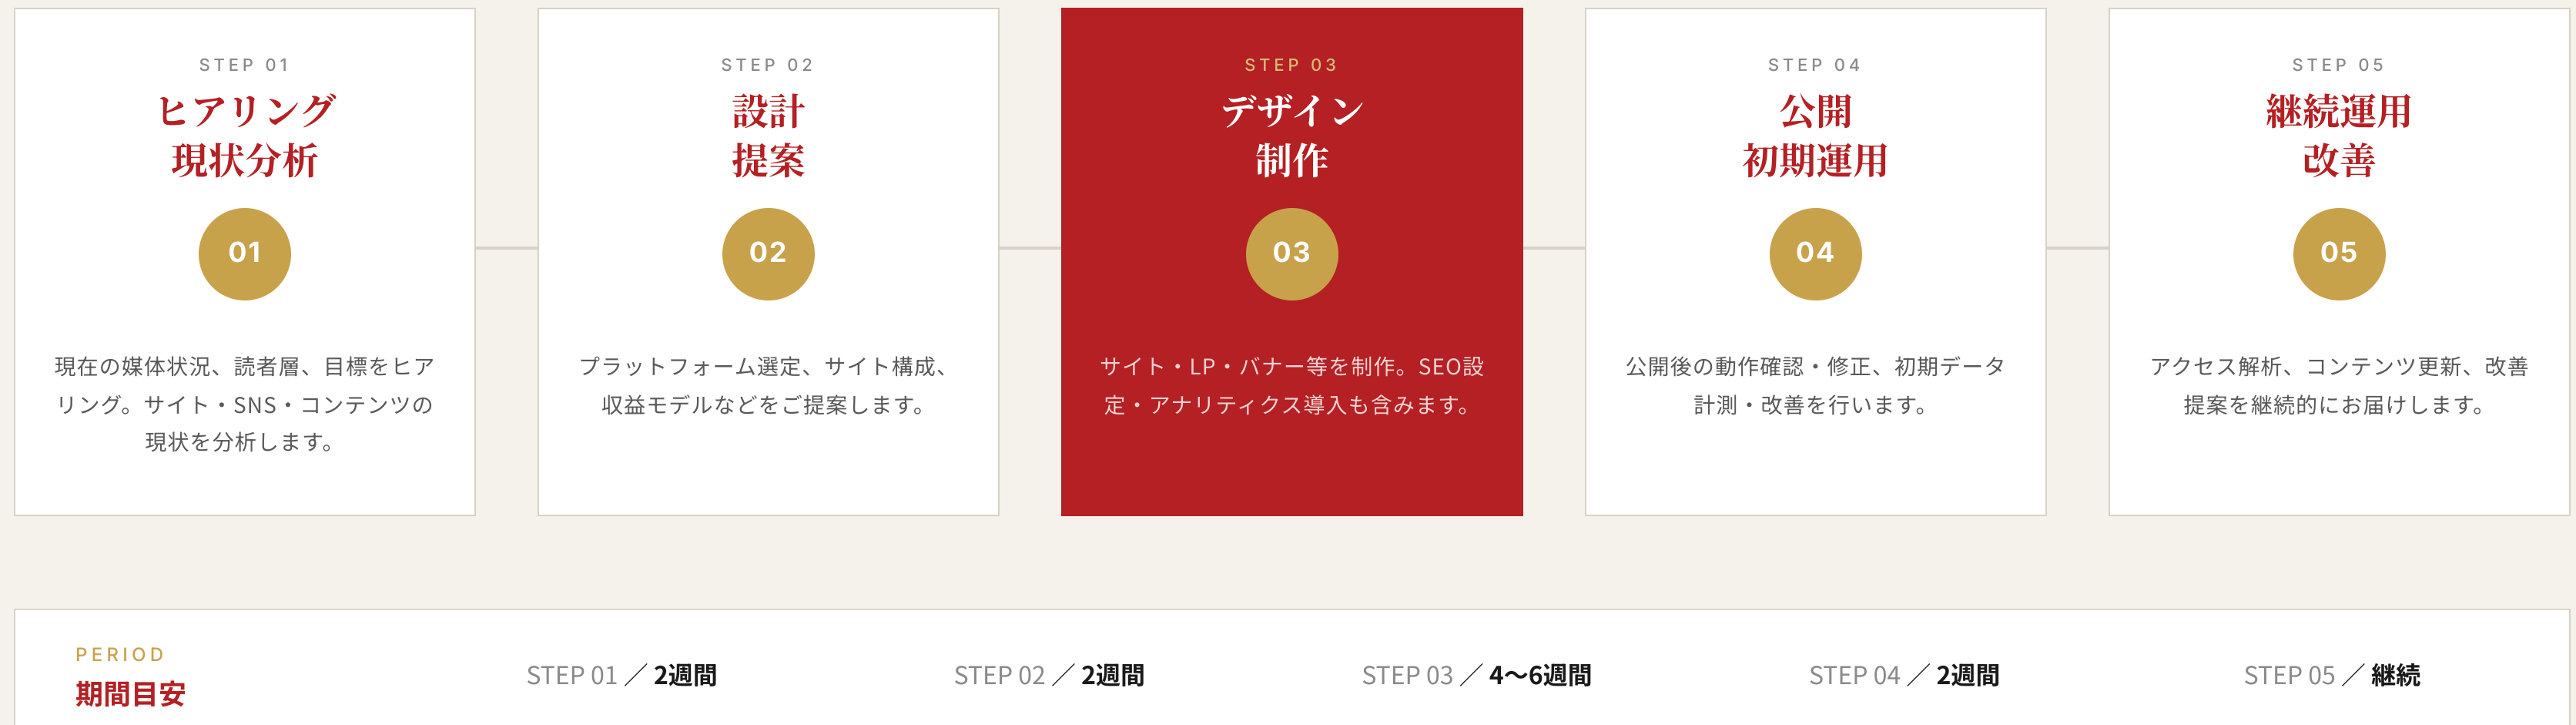 STEP 01
ヒアリング
現状分析
01
現在の媒体状況、読者層、目標をヒア
リング。サイト・SNS・コンテンツの
現状を分析します。
STEP 02
設計
提案
02
プラットフォーム選定、サイト構成、
収益モデルなどをご提案します。
STEP 03
デザイン
制作
03
サイト・LP・バナー等を制作。SEO設
定・アナリティクス導入も含みます。
STEP 04
公開
初期運用
04
公開後の動作確認・修正、初期データ
計測・改善を行います。
STEP 05
継続運用
改善
05
アクセス解析、コンテンツ更新、改善
提案を継続的にお届けします。
PERIOD
期間目安
STEP 01 ／ 2週間
STEP 02 ／ 2週間
STEP 03 ／ 4〜6週間
STEP 04 ／ 2週間
STEP 05 ／ 継続